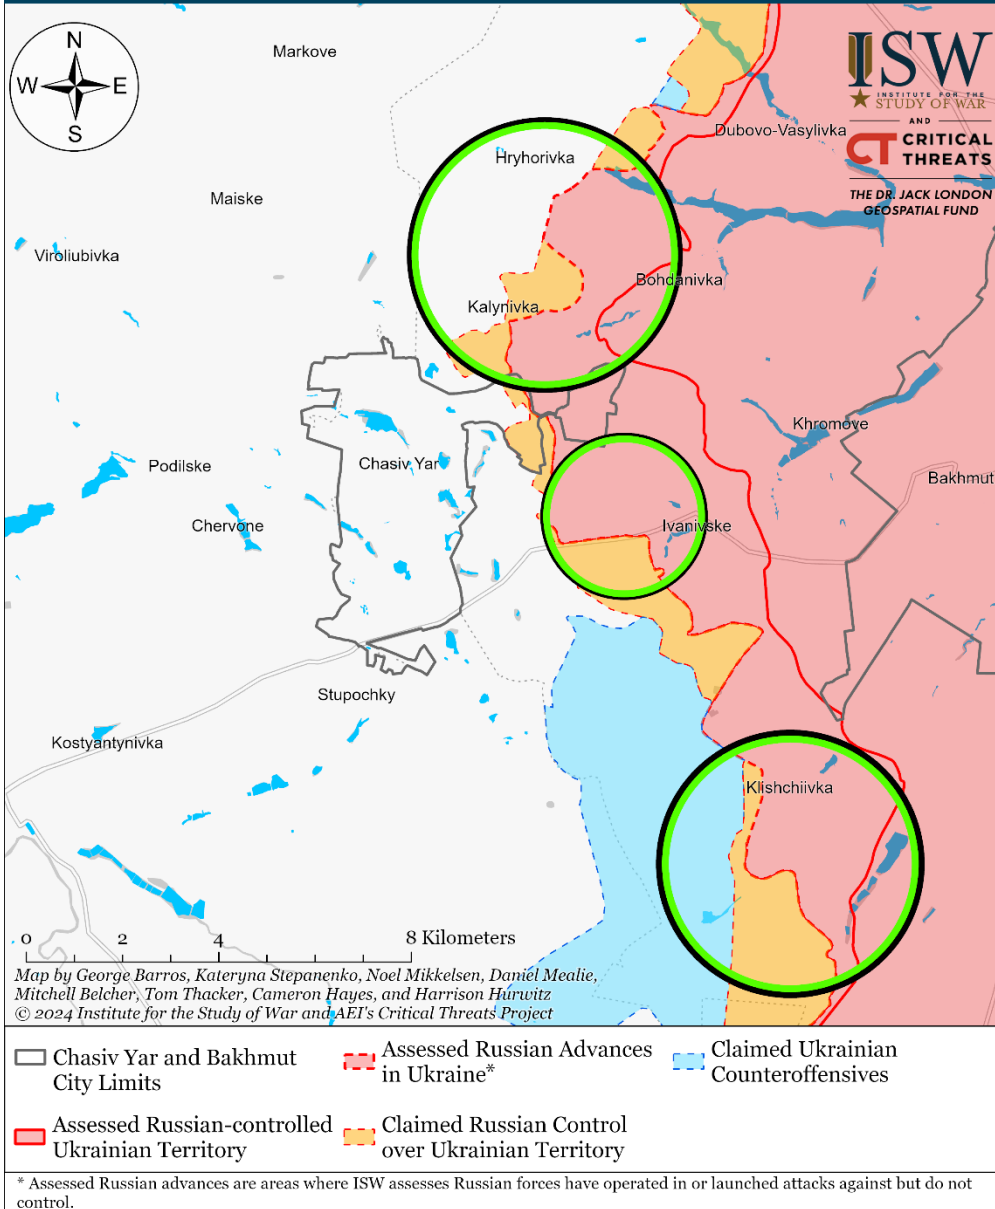 N
W
E
S
ISW
INSTITUTE FOR THE
STUDY OF WAR
AND
CT CRITICAL
THREATS
THE DR. JACK LONDON
GEOSPATIAL FUND
Markove
Dubovo-Vasylivka
Hryhorivka
Maiske
Viroliubivka
Bohdanivka
Kalynivka
Khromove
Podilske
Chasiv Yar
Bakhmut
Chervone
Ivanivske
Stupochky
Kostyantynivka
Klishchiivka
0 2 4 8 Kilometers
Map by George Barros, Kateryna Stepanenko, Noel Mikkelsen, Daniel Mealie,
Mitchell Belcher, Tom Thacker, Cameron Hayes, and Harrison Hurwitz
© 2024 Institute for the Study of War and AEI's Critical Threats Project
Chasiv Yar and Bakhmut
City Limits
Assessed Russian Advances
in Ukraine*
Claimed Ukrainian
Counteroffensives
Assessed Russian-controlled
Ukrainian Territory
Claimed Russian Control
over Ukrainian Territory
* Assessed Russian advances are areas where ISW assesses Russian forces have operated in or launched attacks against but do not
control.